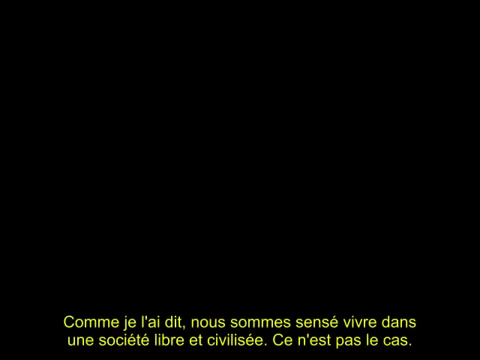 Comme je l'ai dit, nous sommes sensé vivre dans
une société libre et civilisée. Ce n'est pas le cas.